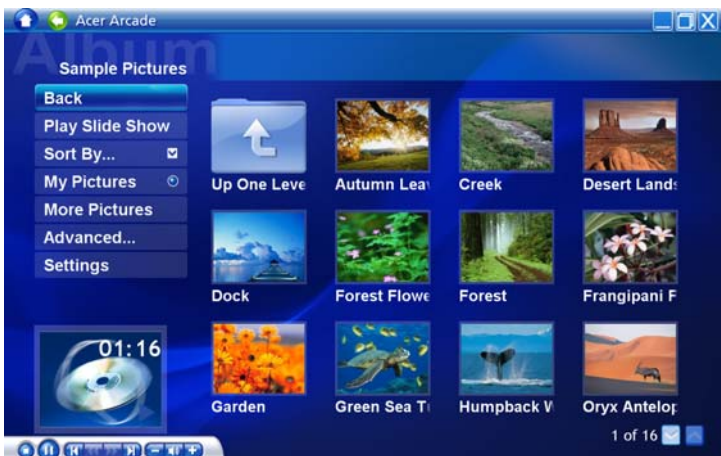 Acer Arcade
Album
Sample Pictures
Back
Play Slide Show
Sort By...
My Pictures
More Pictures
Advanced...
Settings
Up One Leve
Autumn Lea
Creek
Desert Lands
Dock
Forest Flowe
Forest
Frangipani F
Garden
Green Sea T
Humpback W
Oryx Antelop
01:16
1 of 16